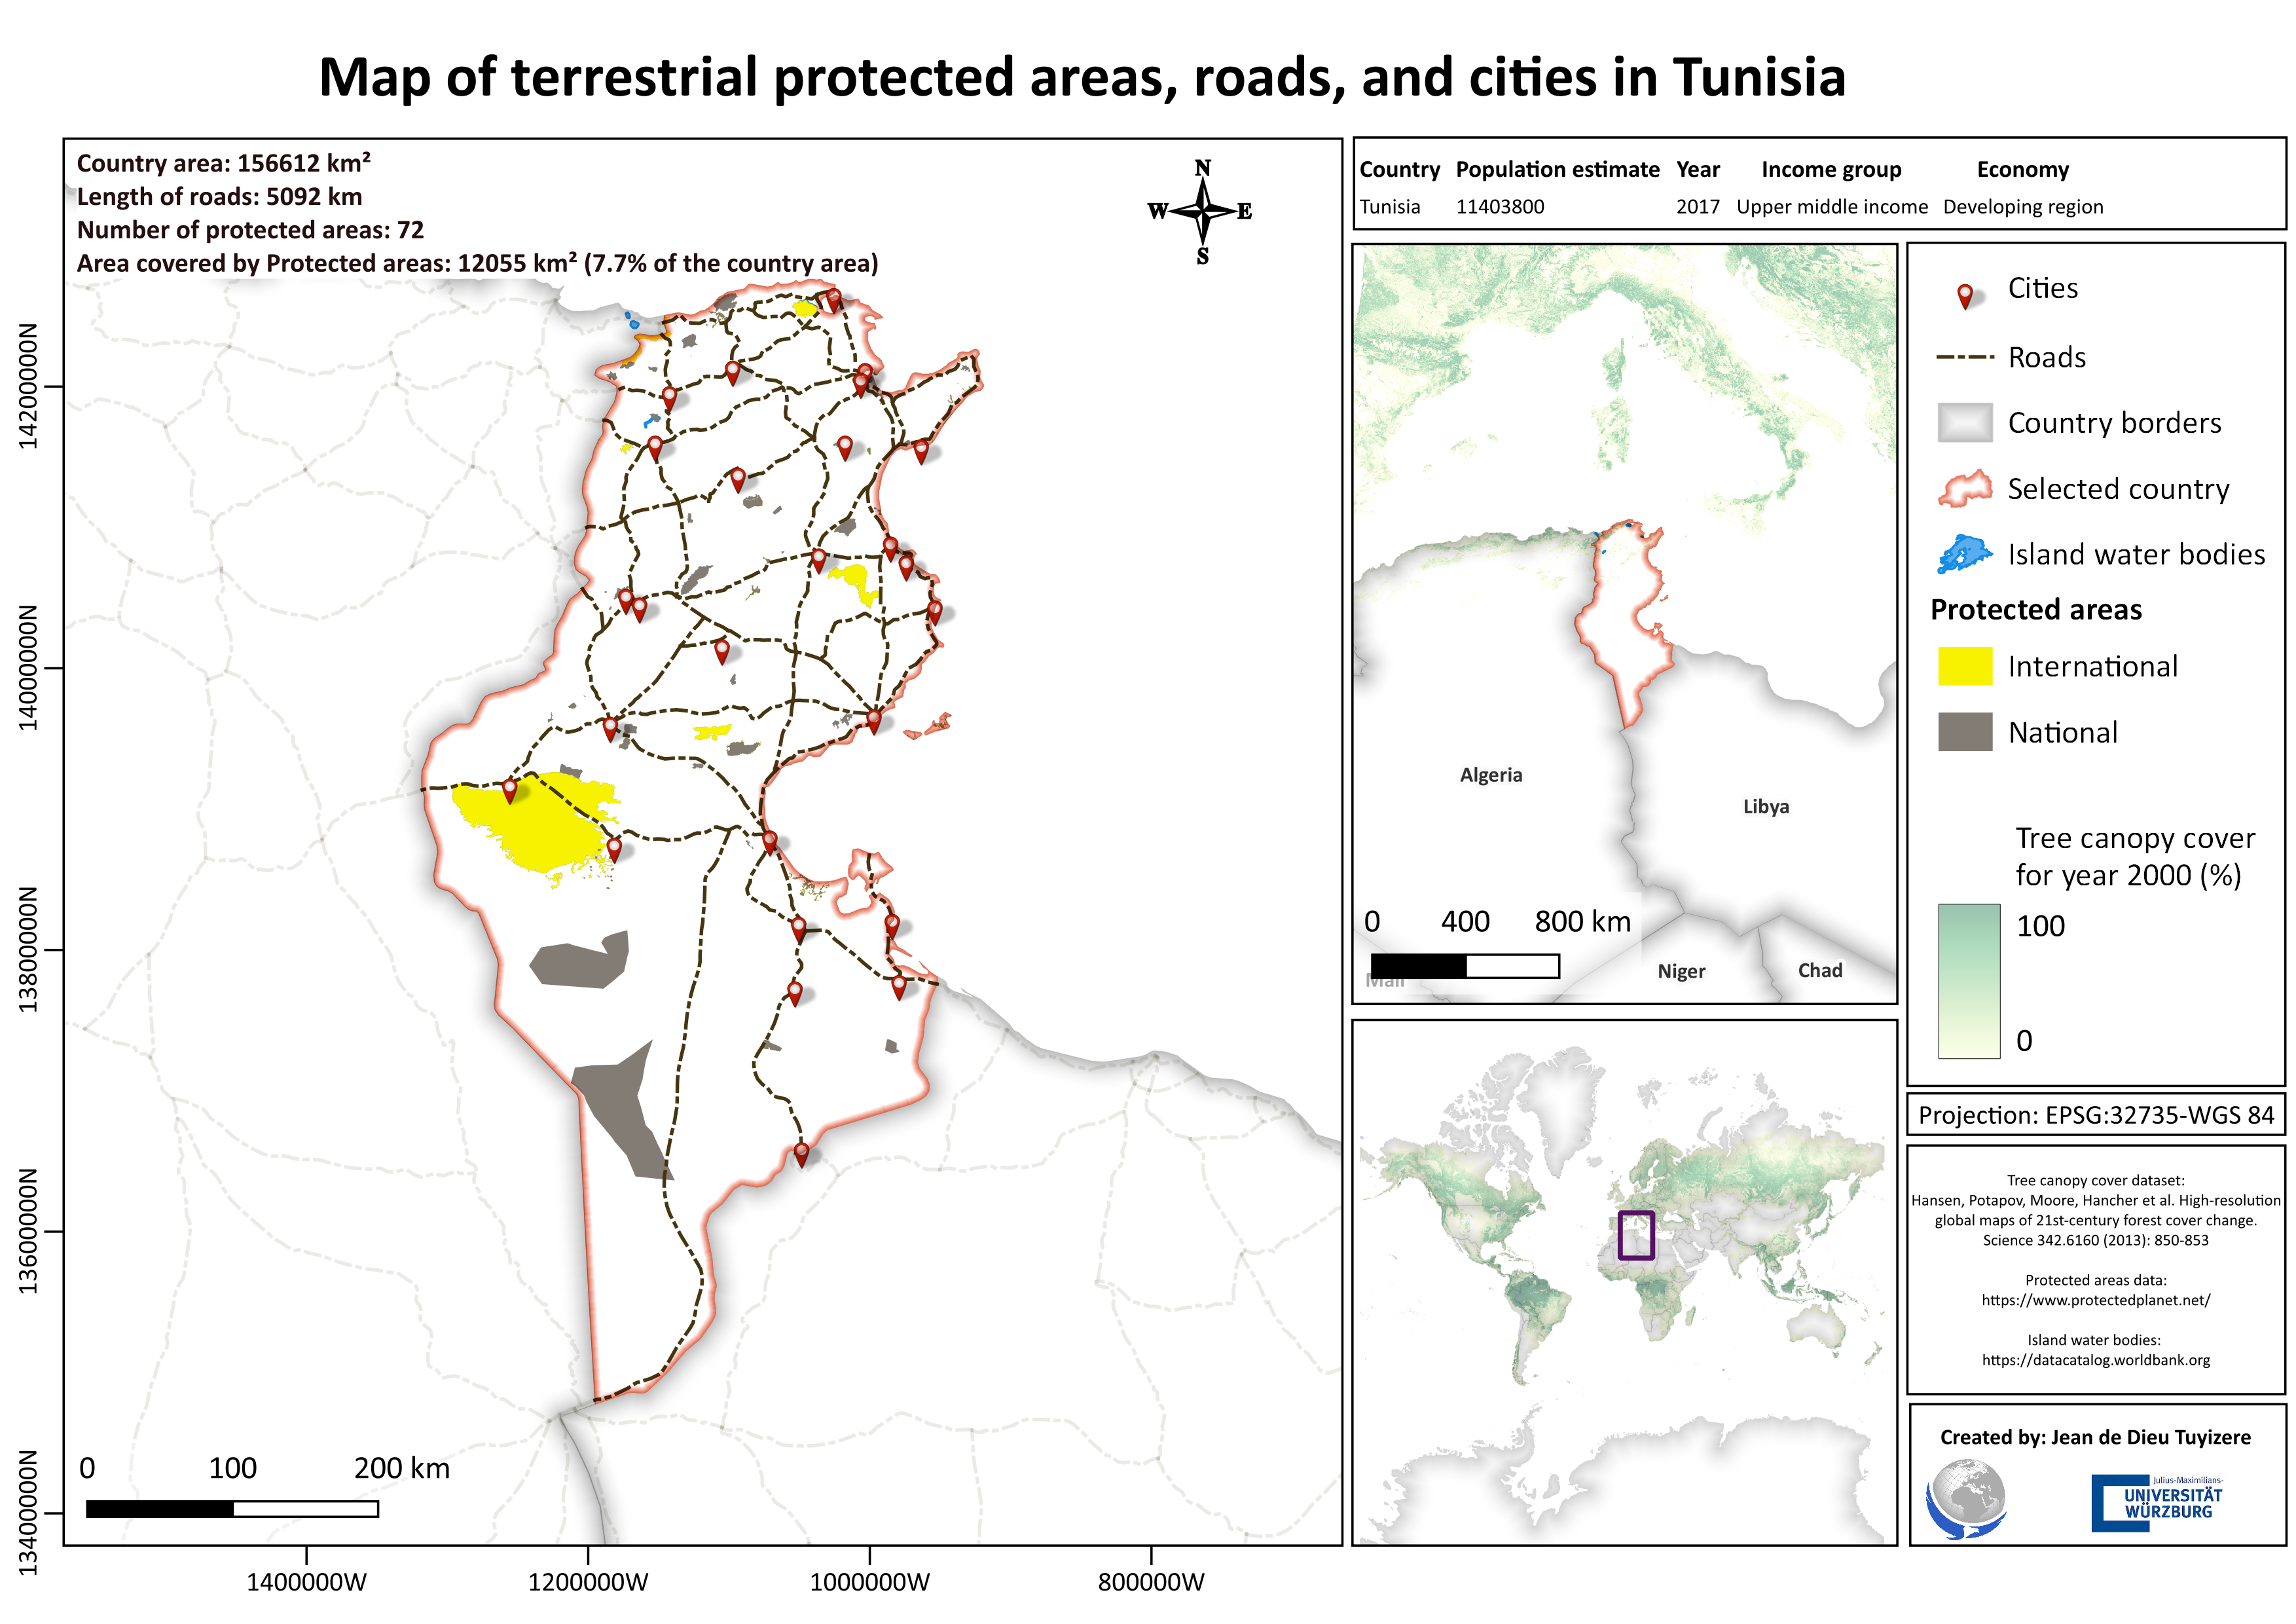 Map of terrestrial protected areas, roads, and cities in Tunisia
Country area: 156612 km²
Length of roads: 5092 km
Number of protected areas: 72
Area covered by Protected areas: 12055 km² (7.7% of the country area)
N
W E
S
1420000N
1400000N
1380000N
1360000N
1340000N
0 100 200 km
1400000W 1200000W 1000000W 800000W
Country Population estimate Year Income group Economy
Tunisia 11403800 2017 Upper middle income Developing region
Algeria
Libya
Niger
Chad
Mali
0 400 800 km
Cities
Roads
Country borders
Selected country
Island water bodies
Protected areas
International
National
Tree canopy cover
for year 2000 (%)
100
0
Projection: EPSG:32735-WGS 84
Tree canopy cover dataset:
Hansen, Potapov, Moore, Hancher et al. High-resolution
global maps of 21st-century forest cover change.
Science 342.6160 (2013): 850-853
Protected areas data:
https://www.protectedplanet.net/
Island water bodies:
https://datacatalog.worldbank.org
Created by: Jean de Dieu Tuyizere
Julius-Maximilians-
UNIVERSITÄT
WÜRZBURG